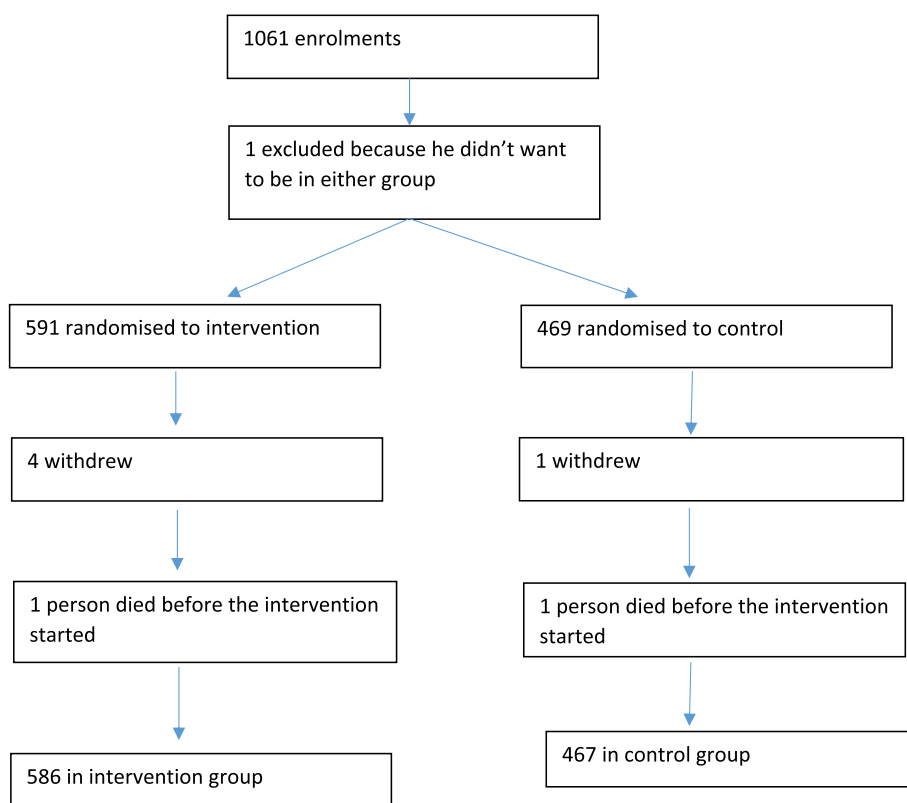 1061 enrolments
1 excluded because he didn’t want
to be in either group
591 randomised to intervention
469 randomised to control
4 withdrew
1 withdrew
1 person died before the intervention
started
1 person died before the intervention
started
586 in intervention group
467 in control group